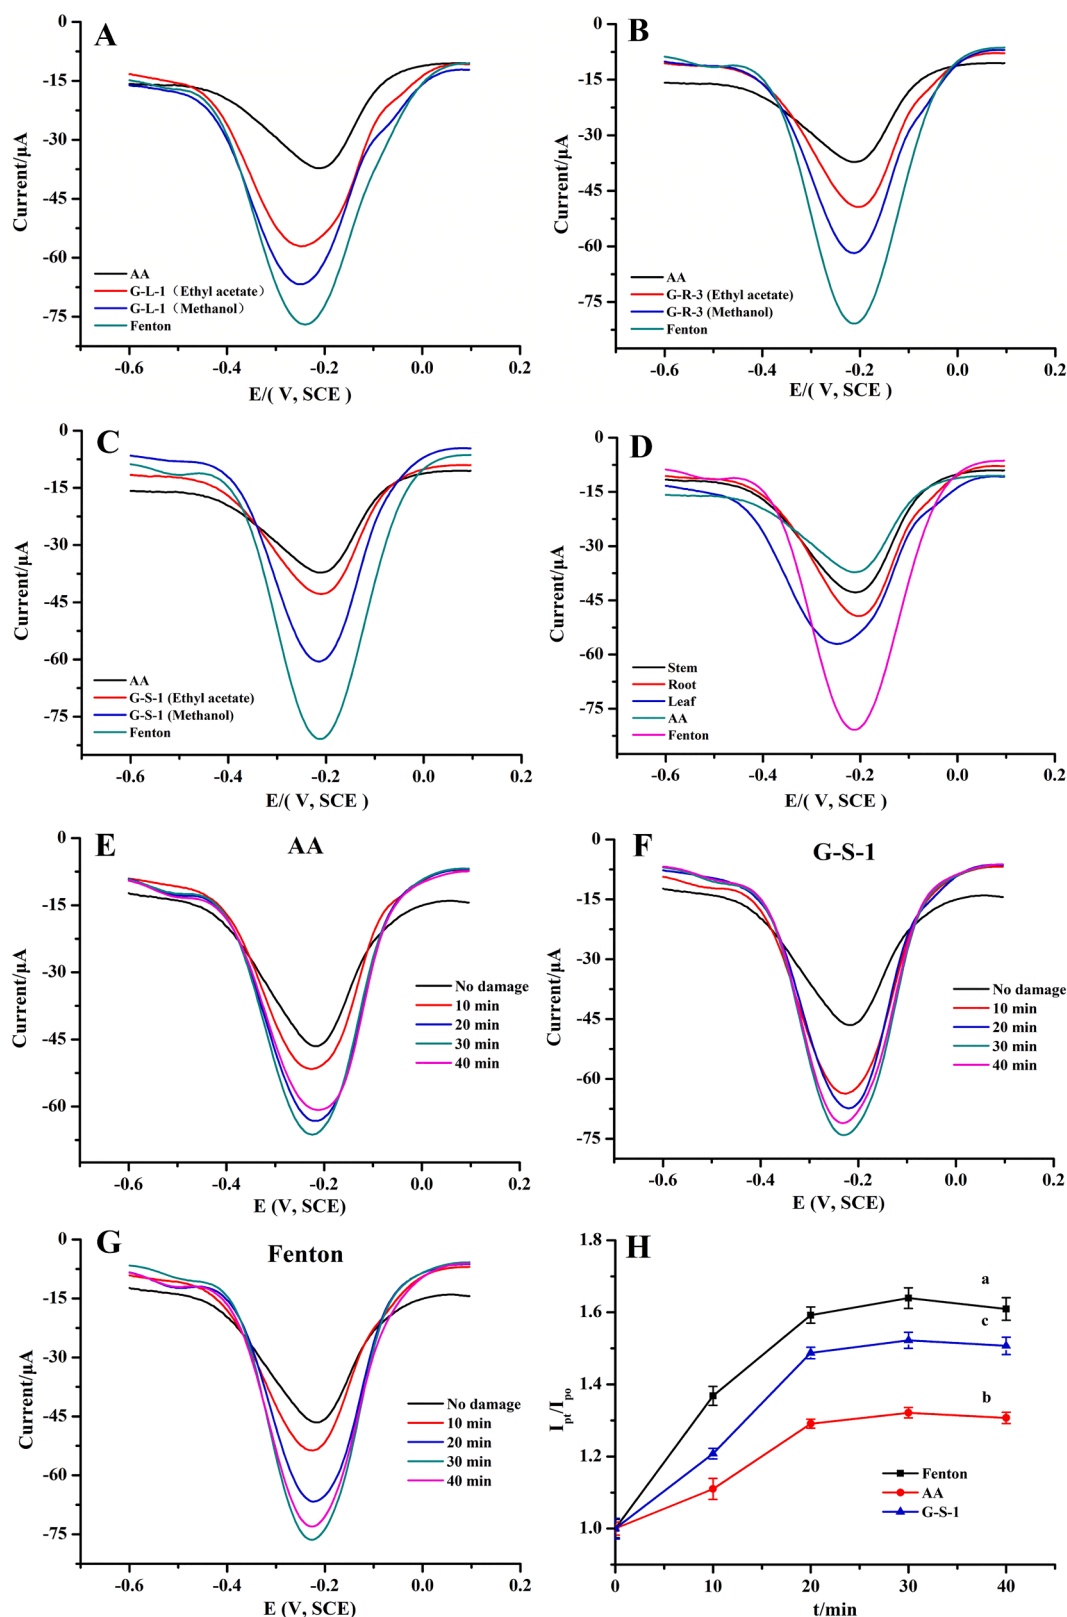 A
0
-15
-30
-45
-60
-75
Current/μA
AA
G-L-1（Ethyl acetate）
G-L-1（Methanol）
Fenton
-0.6 -0.4 -0.2 0.0 0.2
E/( V, SCE )
B
0
-15
-30
-45
-60
-75
Current/μA
AA
G-R-3 (Ethyl acetate)
G-R-3 (Methanol)
Fenton
-0.6 -0.4 -0.2 0.0 0.2
E/( V, SCE )
C
0
-15
-30
-45
-60
-75
Current/μA
AA
G-S-1 (Ethyl acetate)
G-S-1 (Methanol)
Fenton
-0.6 -0.4 -0.2 0.0 0.2
E/( V, SCE )
D
0
-15
-30
-45
-60
-75
Current/μA
Stem
Root
Leaf
AA
Fenton
-0.6 -0.4 -0.2 0.0 0.2
E/( V, SCE )
E AA
0
-15
-30
-45
-60
Current/μA
No damage
10 min
20 min
30 min
40 min
-0.6 -0.4 -0.2 0.0 0.2
E (V, SCE)
F G-S-1
0
-15
-30
-45
-60
-75
Current/μA
No damage
10 min
20 min
30 min
40 min
-0.6 -0.4 -0.2 0.0 0.2
E (V, SCE)
G Fenton
0
-15
-30
-45
-60
-75
Current/μA
No damage
10 min
20 min
30 min
40 min
-0.6 -0.4 -0.2 0.0 0.2
E (V, SCE)
H
1.8
1.6
1.4
1.2
1.0
Ipt/Ipo
a
c
b
Fenton
AA
G-S-1
0 10 20 30 40
t/min